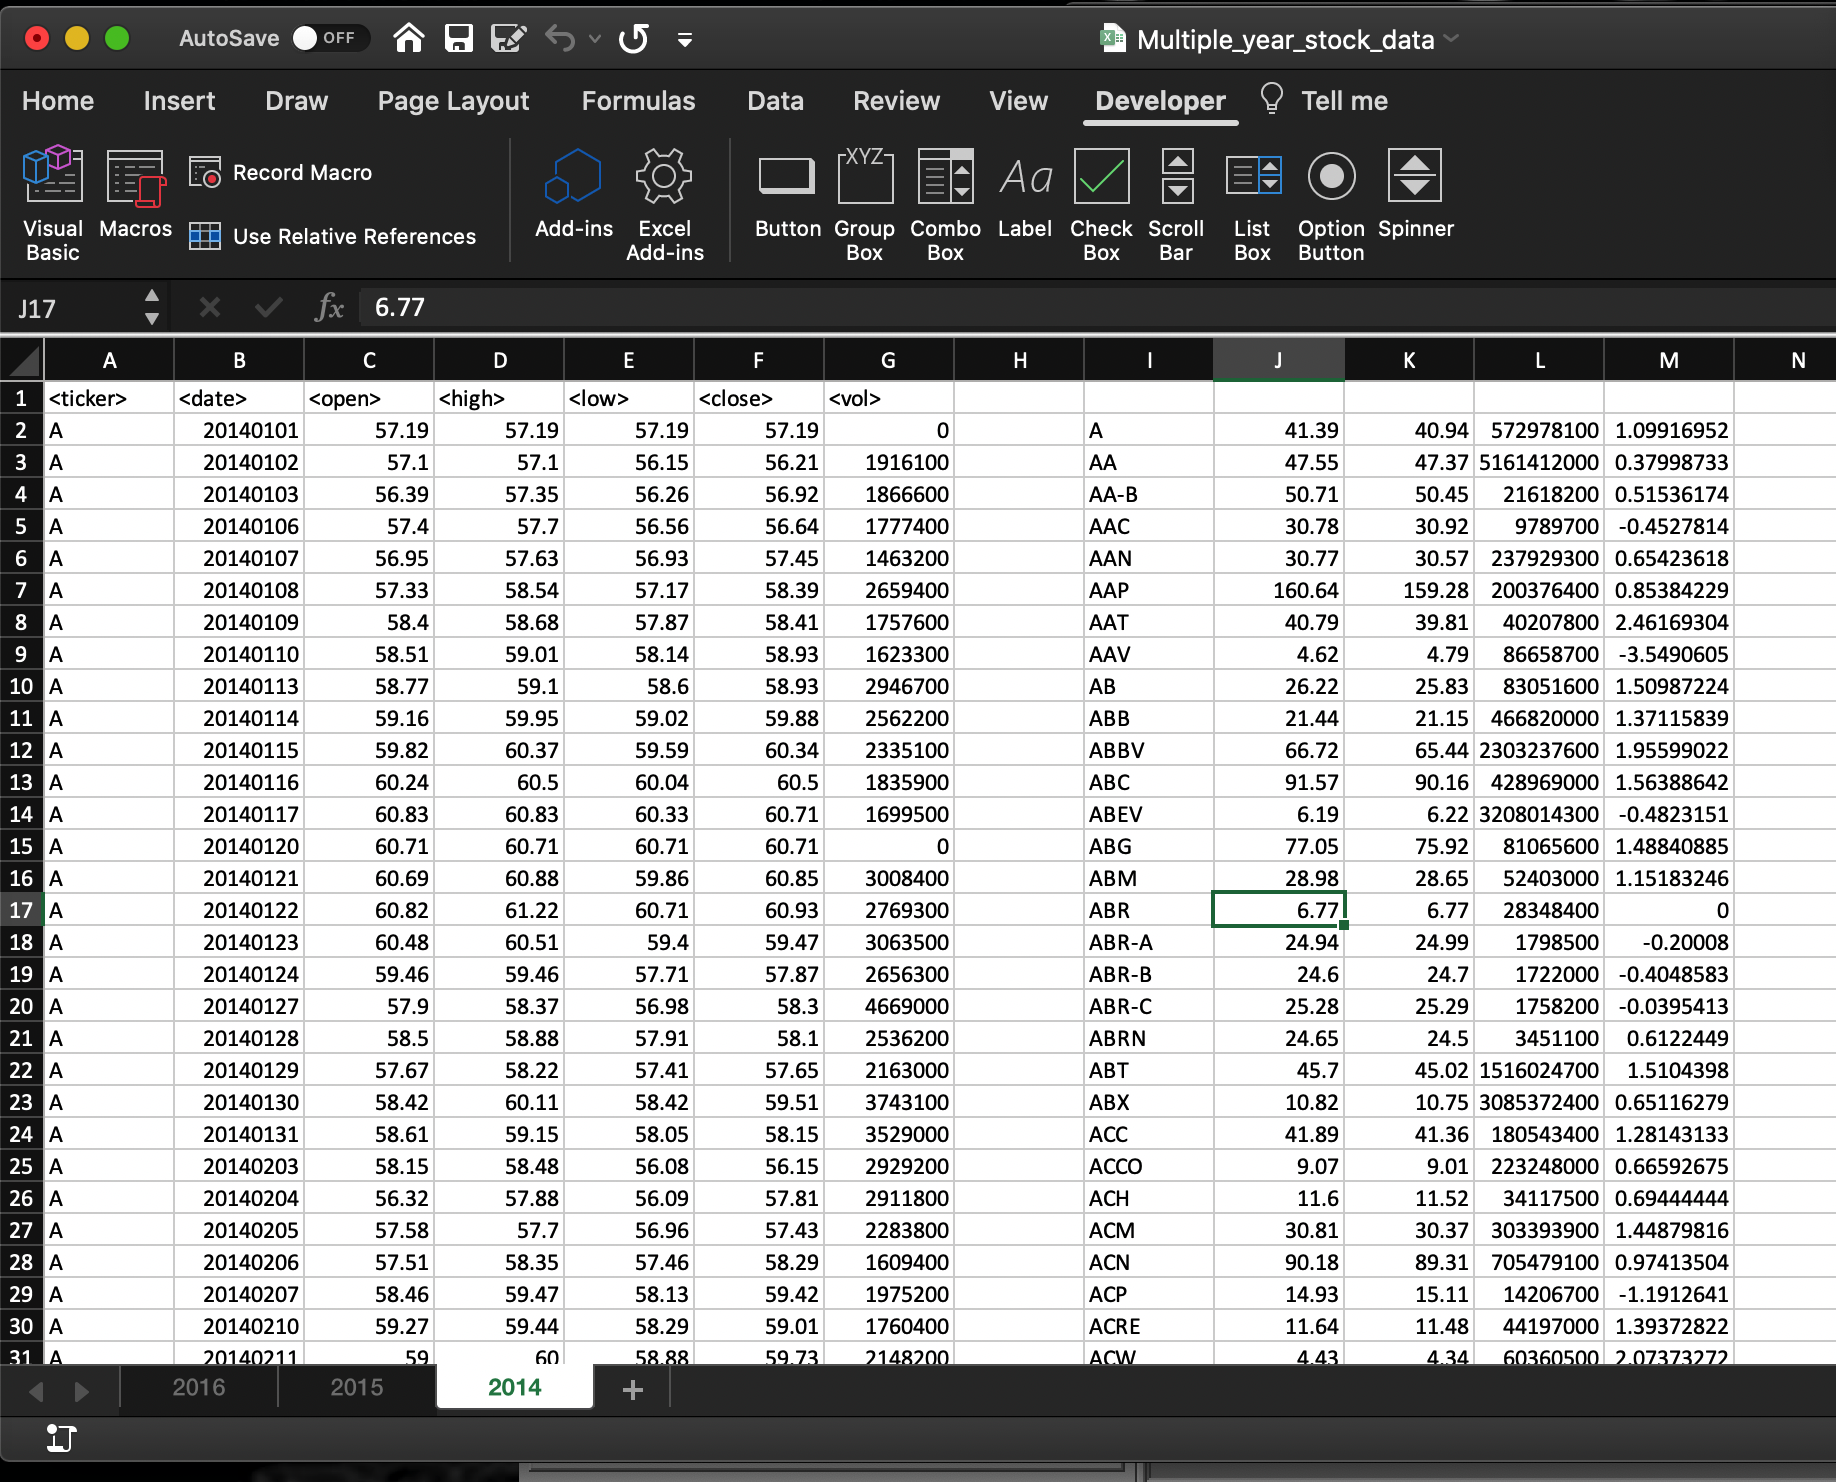 AutoSave OFF Multiple_year_stock_data
Home Insert Draw Page Layout Formulas Data Review View Developer Tell me
Visual Basic Macros Record Macro Use Relative References Add-ins Excel Add-ins Button XYZ Group Box Combo Box Aa Label Check Box Scroll Bar List Box Option Button Spinner
J17 fx 6.77
A B C D E F G H I J K L M N
1 <ticker> <date> <open> <high> <low> <close> <vol>
2 A 20140101 57.19 57.19 57.19 57.19 0 A 41.39 40.94 572978100 1.09916952
3 A 20140102 57.1 57.1 56.15 56.21 1916100 AA 47.55 47.37 5161412000 0.37998733
4 A 20140103 56.39 57.35 56.26 56.92 1866600 AA-B 50.71 50.45 21618200 0.51536174
5 A 20140106 57.4 57.7 56.56 56.64 1777400 AAC 30.78 30.92 9789700 -0.4527814
6 A 20140107 56.95 57.63 56.93 57.45 1463200 AAN 30.77 30.57 237929300 0.65423618
7 A 20140108 57.33 58.54 57.17 58.39 2659400 AAP 160.64 159.28 200376400 0.85384229
8 A 20140109 58.4 58.68 57.87 58.41 1757600 AAT 40.79 39.81 40207800 2.46169304
9 A 20140110 58.51 59.01 58.14 58.93 1623300 AAV 4.62 4.79 86658700 -3.5490605
10 A 20140113 58.77 59.1 58.6 58.93 2946700 AB 26.22 25.83 83051600 1.50987224
11 A 20140114 59.16 59.95 59.02 59.88 2562200 ABB 21.44 21.15 466820000 1.37115839
12 A 20140115 59.82 60.37 59.59 60.34 2335100 ABBV 66.72 65.44 2303237600 1.95599022
13 A 20140116 60.24 60.5 60.04 60.5 1835900 ABC 91.57 90.16 428969000 1.56388642
14 A 20140117 60.83 60.83 60.33 60.71 1699500 ABEV 6.19 6.22 3208014300 -0.4823151
15 A 20140120 60.71 60.71 60.71 60.71 0 ABG 77.05 75.92 81065600 1.48840885
16 A 20140121 60.69 60.88 59.86 60.85 3008400 ABM 28.98 28.65 52403000 1.15183246
17 A 20140122 60.82 61.22 60.71 60.93 2769300 ABR 6.77 6.77 28348400 0
18 A 20140123 60.48 60.51 59.4 59.47 3063500 ABR-A 24.94 24.99 1798500 -0.20008
19 A 20140124 59.46 59.46 57.71 57.87 2656300 ABR-B 24.6 24.7 1722000 -0.4048583
20 A 20140127 57.9 58.37 56.98 58.3 4669000 ABR-C 25.28 25.29 1758200 -0.0395413
21 A 20140128 58.5 58.88 57.91 58.1 2536200 ABRN 24.65 24.5 3451100 0.6122449
22 A 20140129 57.67 58.22 57.41 57.65 2163000 ABT 45.7 45.02 1516024700 1.5104398
23 A 20140130 58.42 60.11 58.42 59.51 3743100 ABX 10.82 10.75 3085372400 0.65116279
24 A 20140131 58.61 59.15 58.05 58.15 3529000 ACC 41.89 41.36 180543400 1.28143133
25 A 20140203 58.15 58.48 56.08 56.15 2929200 ACCO 9.07 9.01 223248000 0.66592675
26 A 20140204 56.32 57.88 56.09 57.81 2911800 ACH 11.6 11.52 34117500 0.69444444
27 A 20140205 57.58 57.7 56.96 57.43 2283800 ACM 30.81 30.37 303393900 1.44879816
28 A 20140206 57.51 58.35 57.46 58.29 1609400 ACN 90.18 89.31 705479100 0.97413504
29 A 20140207 58.46 59.47 58.13 59.42 1975200 ACP 14.93 15.11 14206700 -1.1912641
30 A 20140210 59.27 59.44 58.29 59.01 1760400 ACRE 11.64 11.48 44197000 1.39372822
31 A 20140211 59 60 58.88 59.73 2148200 ACW 4.43 4.34 60360500 2.07373272
2016 2015 2014